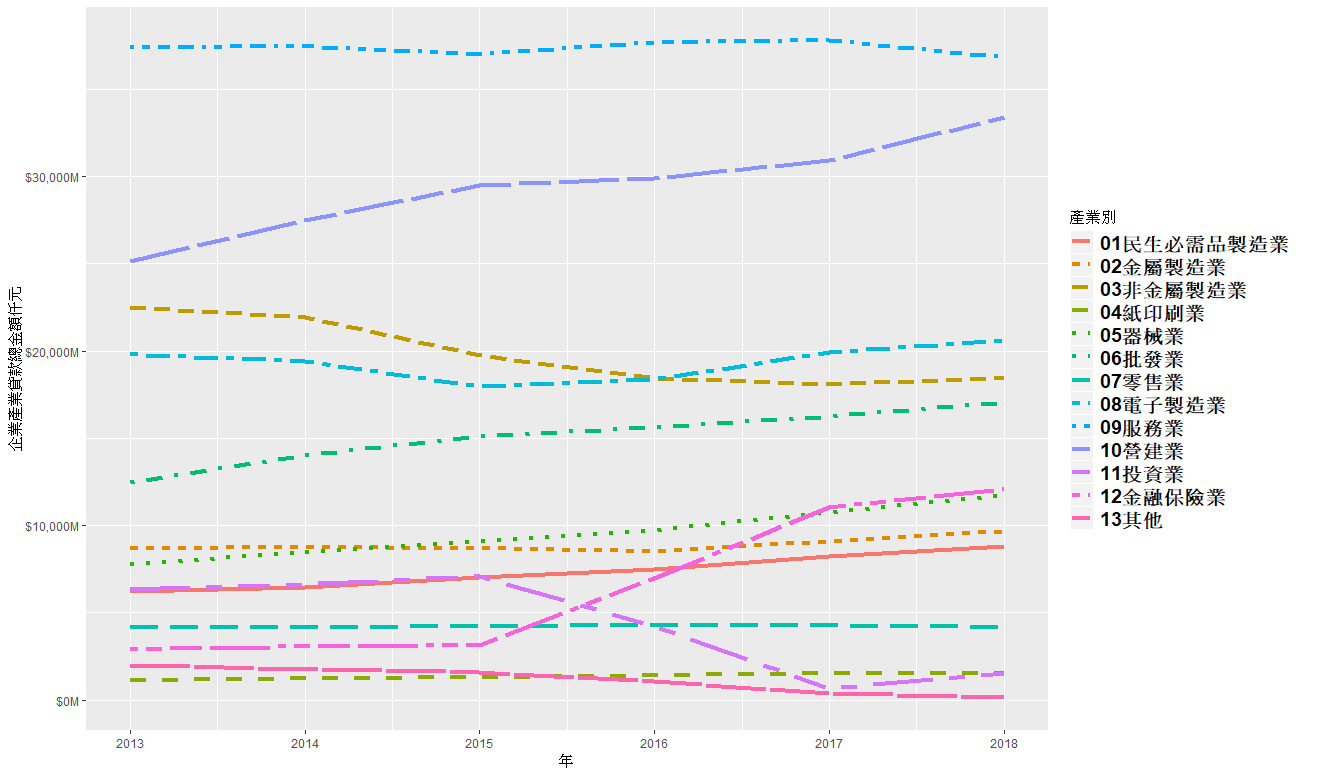 企業產業貸款總金額仟元
$30,000M
$20,000M
$10,000M
$0M
2013
2014
2015
2016
2017
2018
年
產業別
01民生必需品製造業
02金屬製造業
03非金屬製造業
04紙印刷業
05器械業
06批發業
07零售業
08電子製造業
09服務業
10營建業
11投資業
12金融保險業
13其他